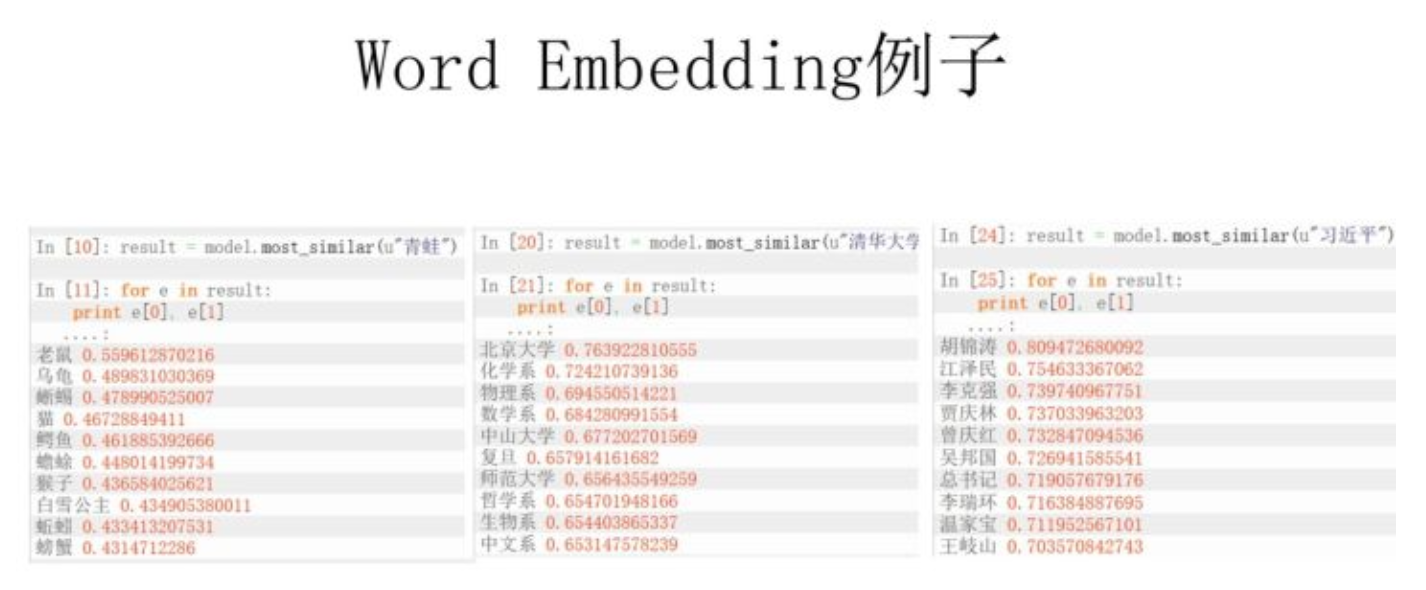 Word Embedding例子
In [10]: result = model.most_similar(u"青蛙")
In [11]: for e in result:
print e[0], e[1]
....:
老鼠 0.559612870216
乌龟 0.489831030369
蜥蜴 0.478990525007
猫 0.46728849411
鳄鱼 0.461885392666
蟾蜍 0.448014199734
猴子 0.436584025621
白雪公主 0.434905380011
蚯蚓 0.433413207531
螃蟹 0.4314712286
In [20]: result = model.most_similar(u"清华大学
In [21]: for e in result:
print e[0], e[1]
....:
北京大学 0.763922810555
化学系 0.724210739136
物理系 0.694550514221
数学系 0.684280991554
中山大学 0.677202701569
复旦 0.657914161682
师范大学 0.656435549259
哲学系 0.654701948166
生物系 0.654403865337
中文系 0.653147578239
In [24]: result = model.most_similar(u"习近平")
In [25]: for e in result:
print e[0], e[1]
....:
胡锦涛 0.809472680092
江泽民 0.754633367062
李克强 0.739740967751
贾庆林 0.737033963203
曾庆红 0.732847094536
吴邦国 0.726941585541
总书记 0.719057679176
李瑞环 0.716384887695
温家宝 0.711952567101
王岐山 0.703570842743